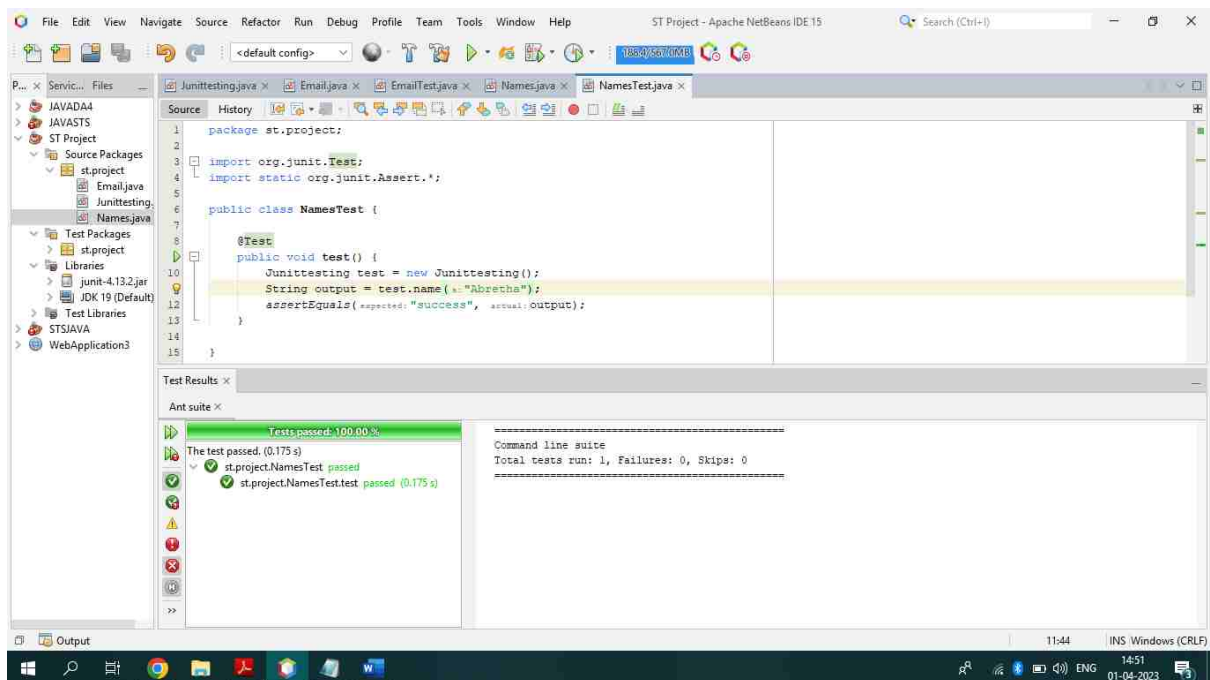 File Edit View Navigate Source Refactor Run Debug Profile Team Tools Window Help ST Project - Apache NetBeans IDE 15 Search (Ctrl+I)
<default config> 186.4/567.0MB
P... Servic... Files
Junittesting.java Email.java EmailTest.java Names.java NamesTest.java
JAVADA4
JAVASTS
ST Project
Source Packages
st.project
Email.java
Junittesting.
Names.java
Test Packages
st.project
Libraries
junit-4.13.2.jar
JDK 19 (Default)
Test Libraries
STSJAVA
WebApplication3
Source History
1 package st.project;
2
3 import org.junit.Test;
4 import static org.junit.Assert.*;
5
6 public class NamesTest {
7
8 @Test
public void test() {
10 Junittesting test = new Junittesting();
String output = test.name( s: "Abretha");
12 assertEquals( expected: "success", actual: output);
13 }
14
15 }
Test Results
Ant suite
Tests passed: 100.00 %
The test passed. (0.175 s)
st.project.NamesTest passed
st.project.NamesTest.test passed (0.175 s)
===============================================
Command line suite
Total tests run: 1, Failures: 0, Skips: 0
===============================================
Output 11:44 INS Windows (CRLF)
ENG 14:51
01-04-2023